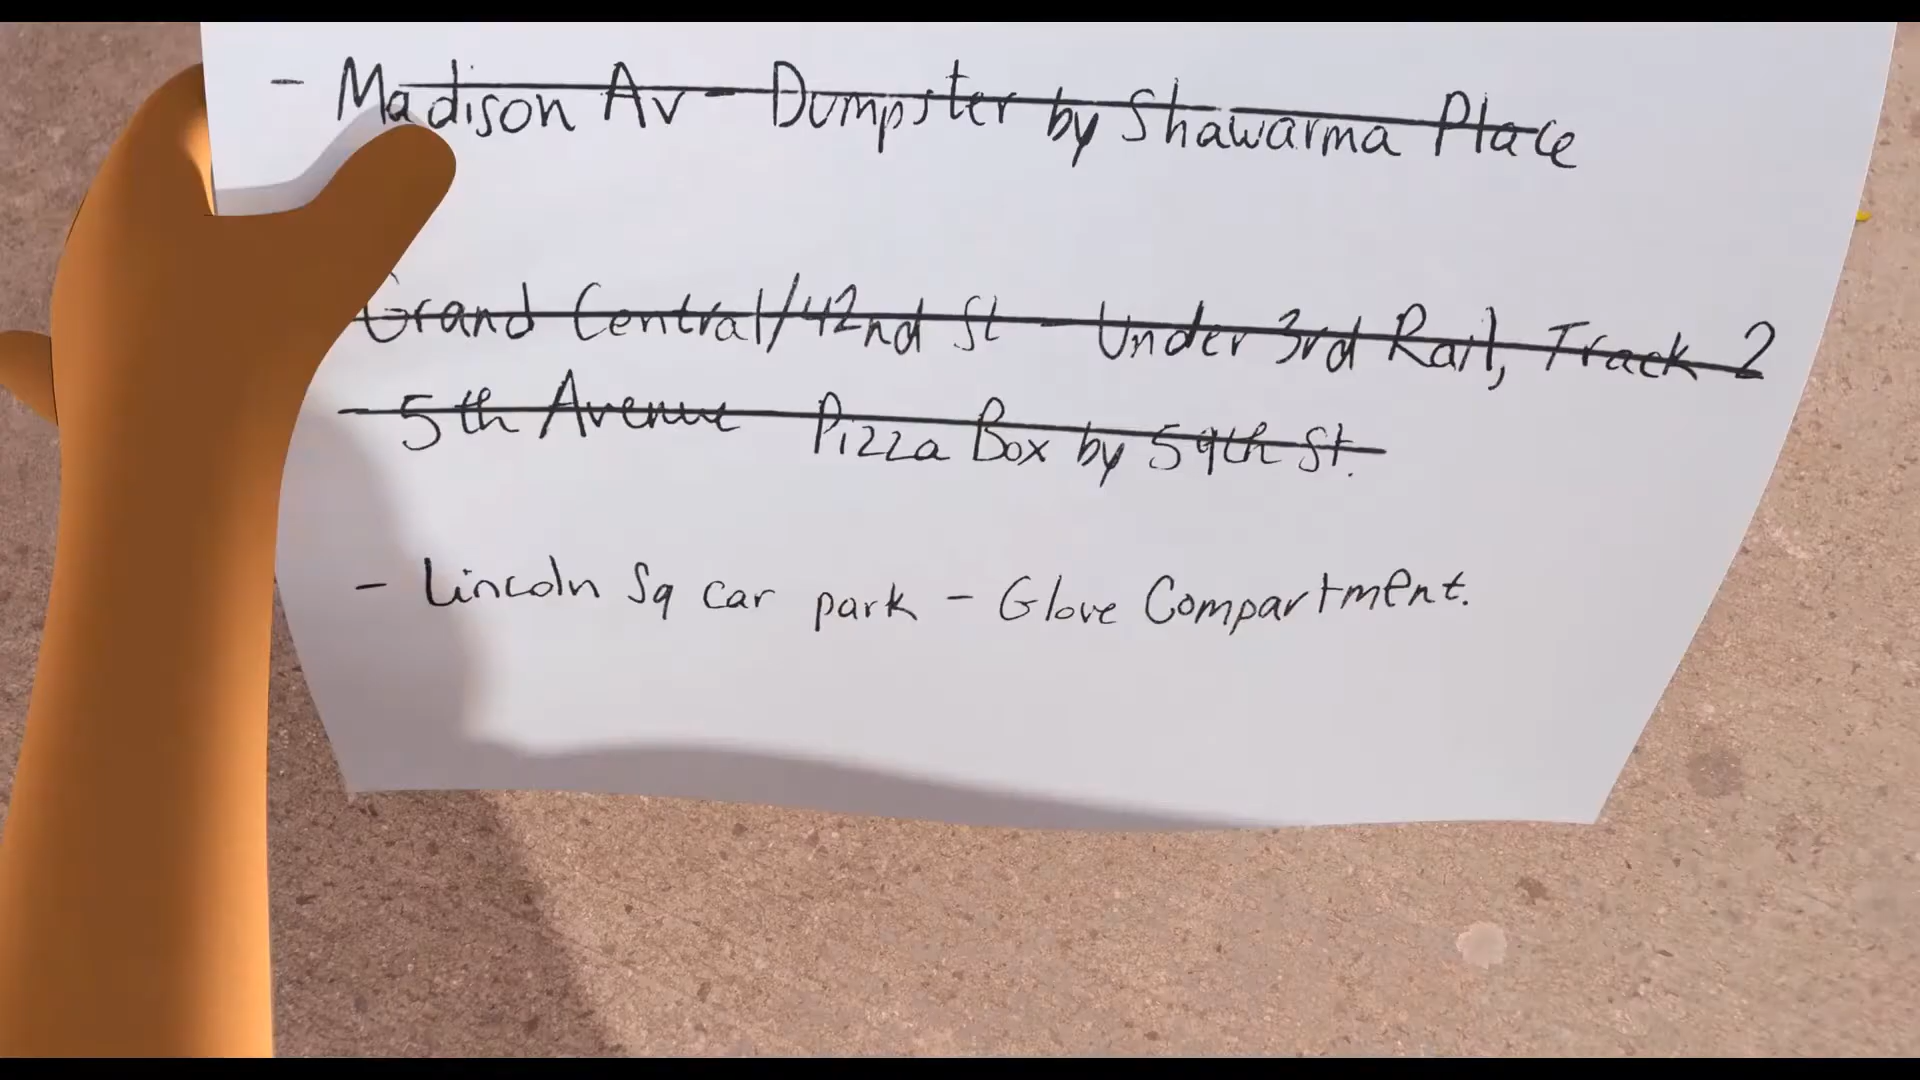 - Madison Av - Dumpster by Shawarma Place
Grand Central/42nd St - Under 3rd Rail, Track 2
- 5th Avenue Pizza Box by 59th St.
- Lincoln Sq car park - Glove Compartment.